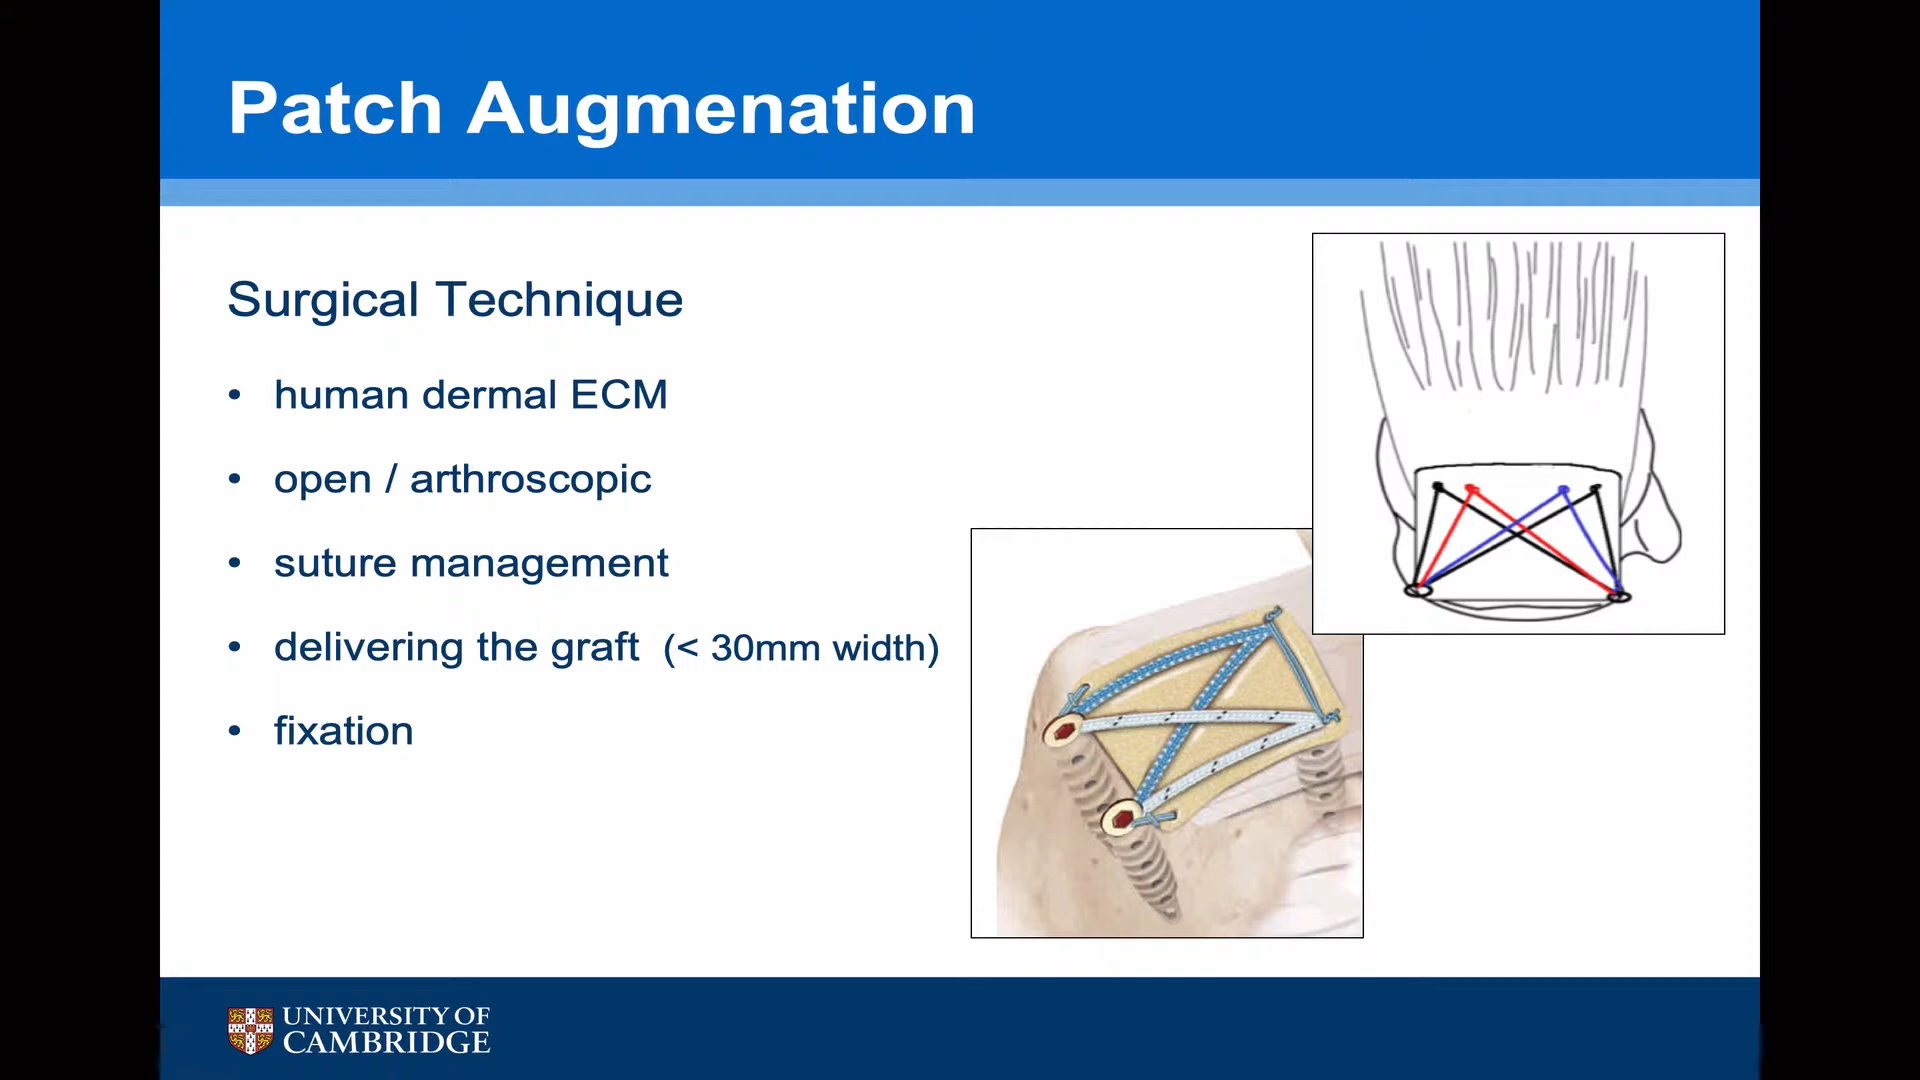 Patch Augmenation
Surgical Technique
• human dermal ECM
• open / arthroscopic
• suture management
• delivering the graft (< 30mm width)
• fixation
UNIVERSITY OF
CAMBRIDGE